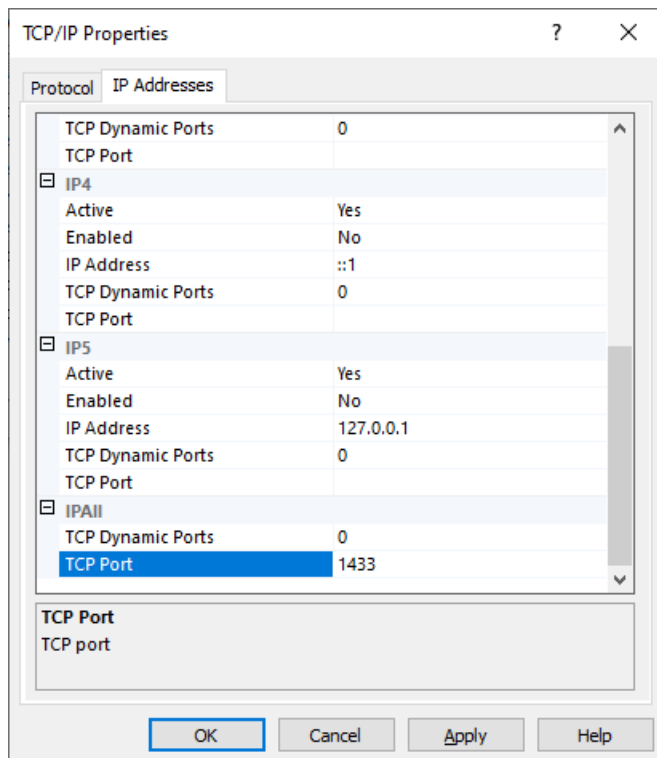 TCP/IP Properties ? ✕
Protocol IP Addresses
TCP Dynamic Ports 0
TCP Port
IP4
Active Yes
Enabled No
IP Address ::1
TCP Dynamic Ports 0
TCP Port
IP5
Active Yes
Enabled No
IP Address 127.0.0.1
TCP Dynamic Ports 0
TCP Port
IPAll
TCP Dynamic Ports 0
TCP Port 1433
TCP Port
TCP port
OK Cancel Apply Help